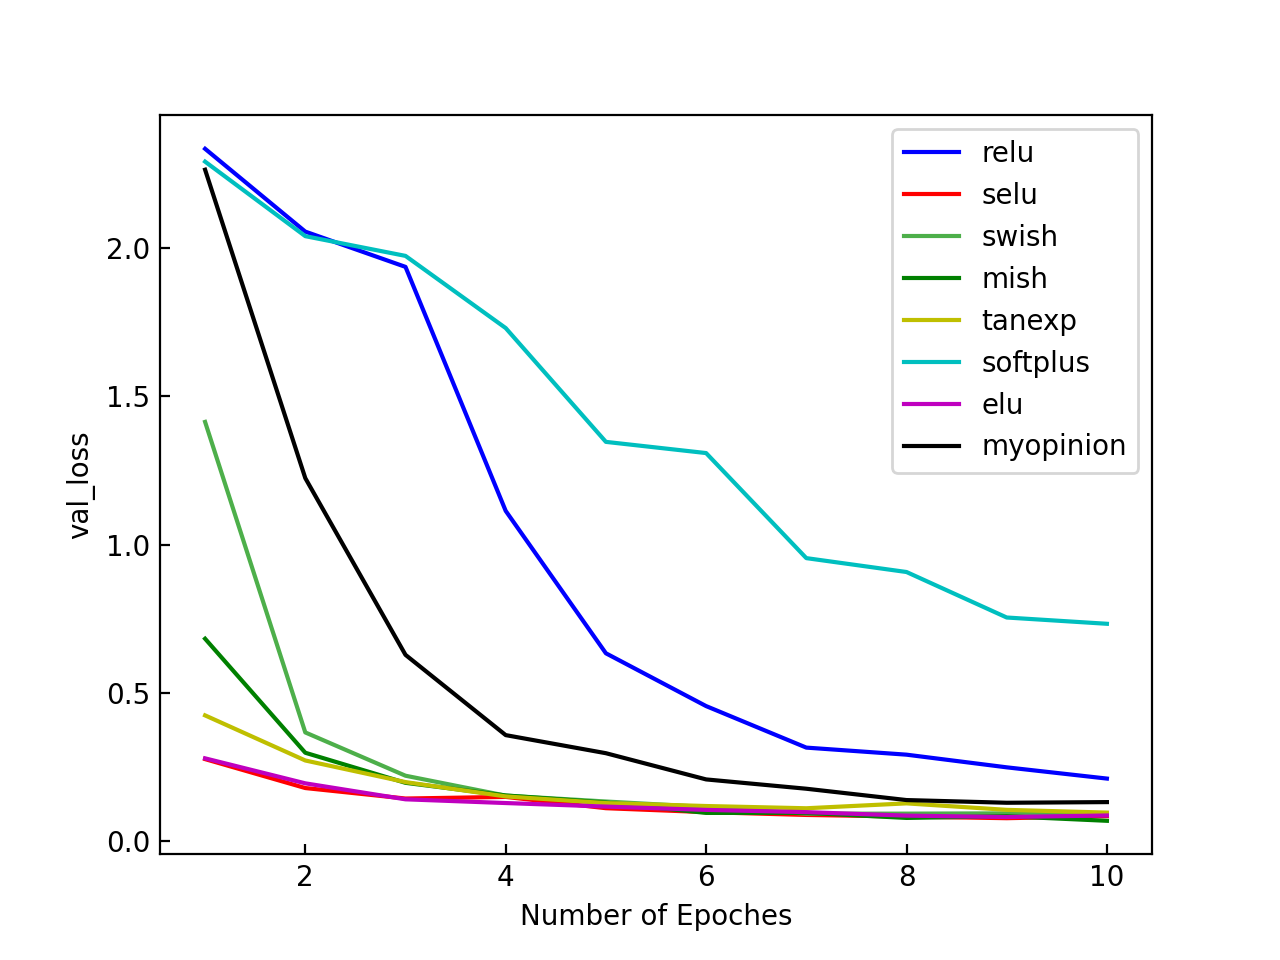 relu
selu
swish
mish
tanexp
softplus
elu
myopinion
2.0
1.5
1.0
0.5
0.0
val_loss
2 4 6 8 10
Number of Epoches